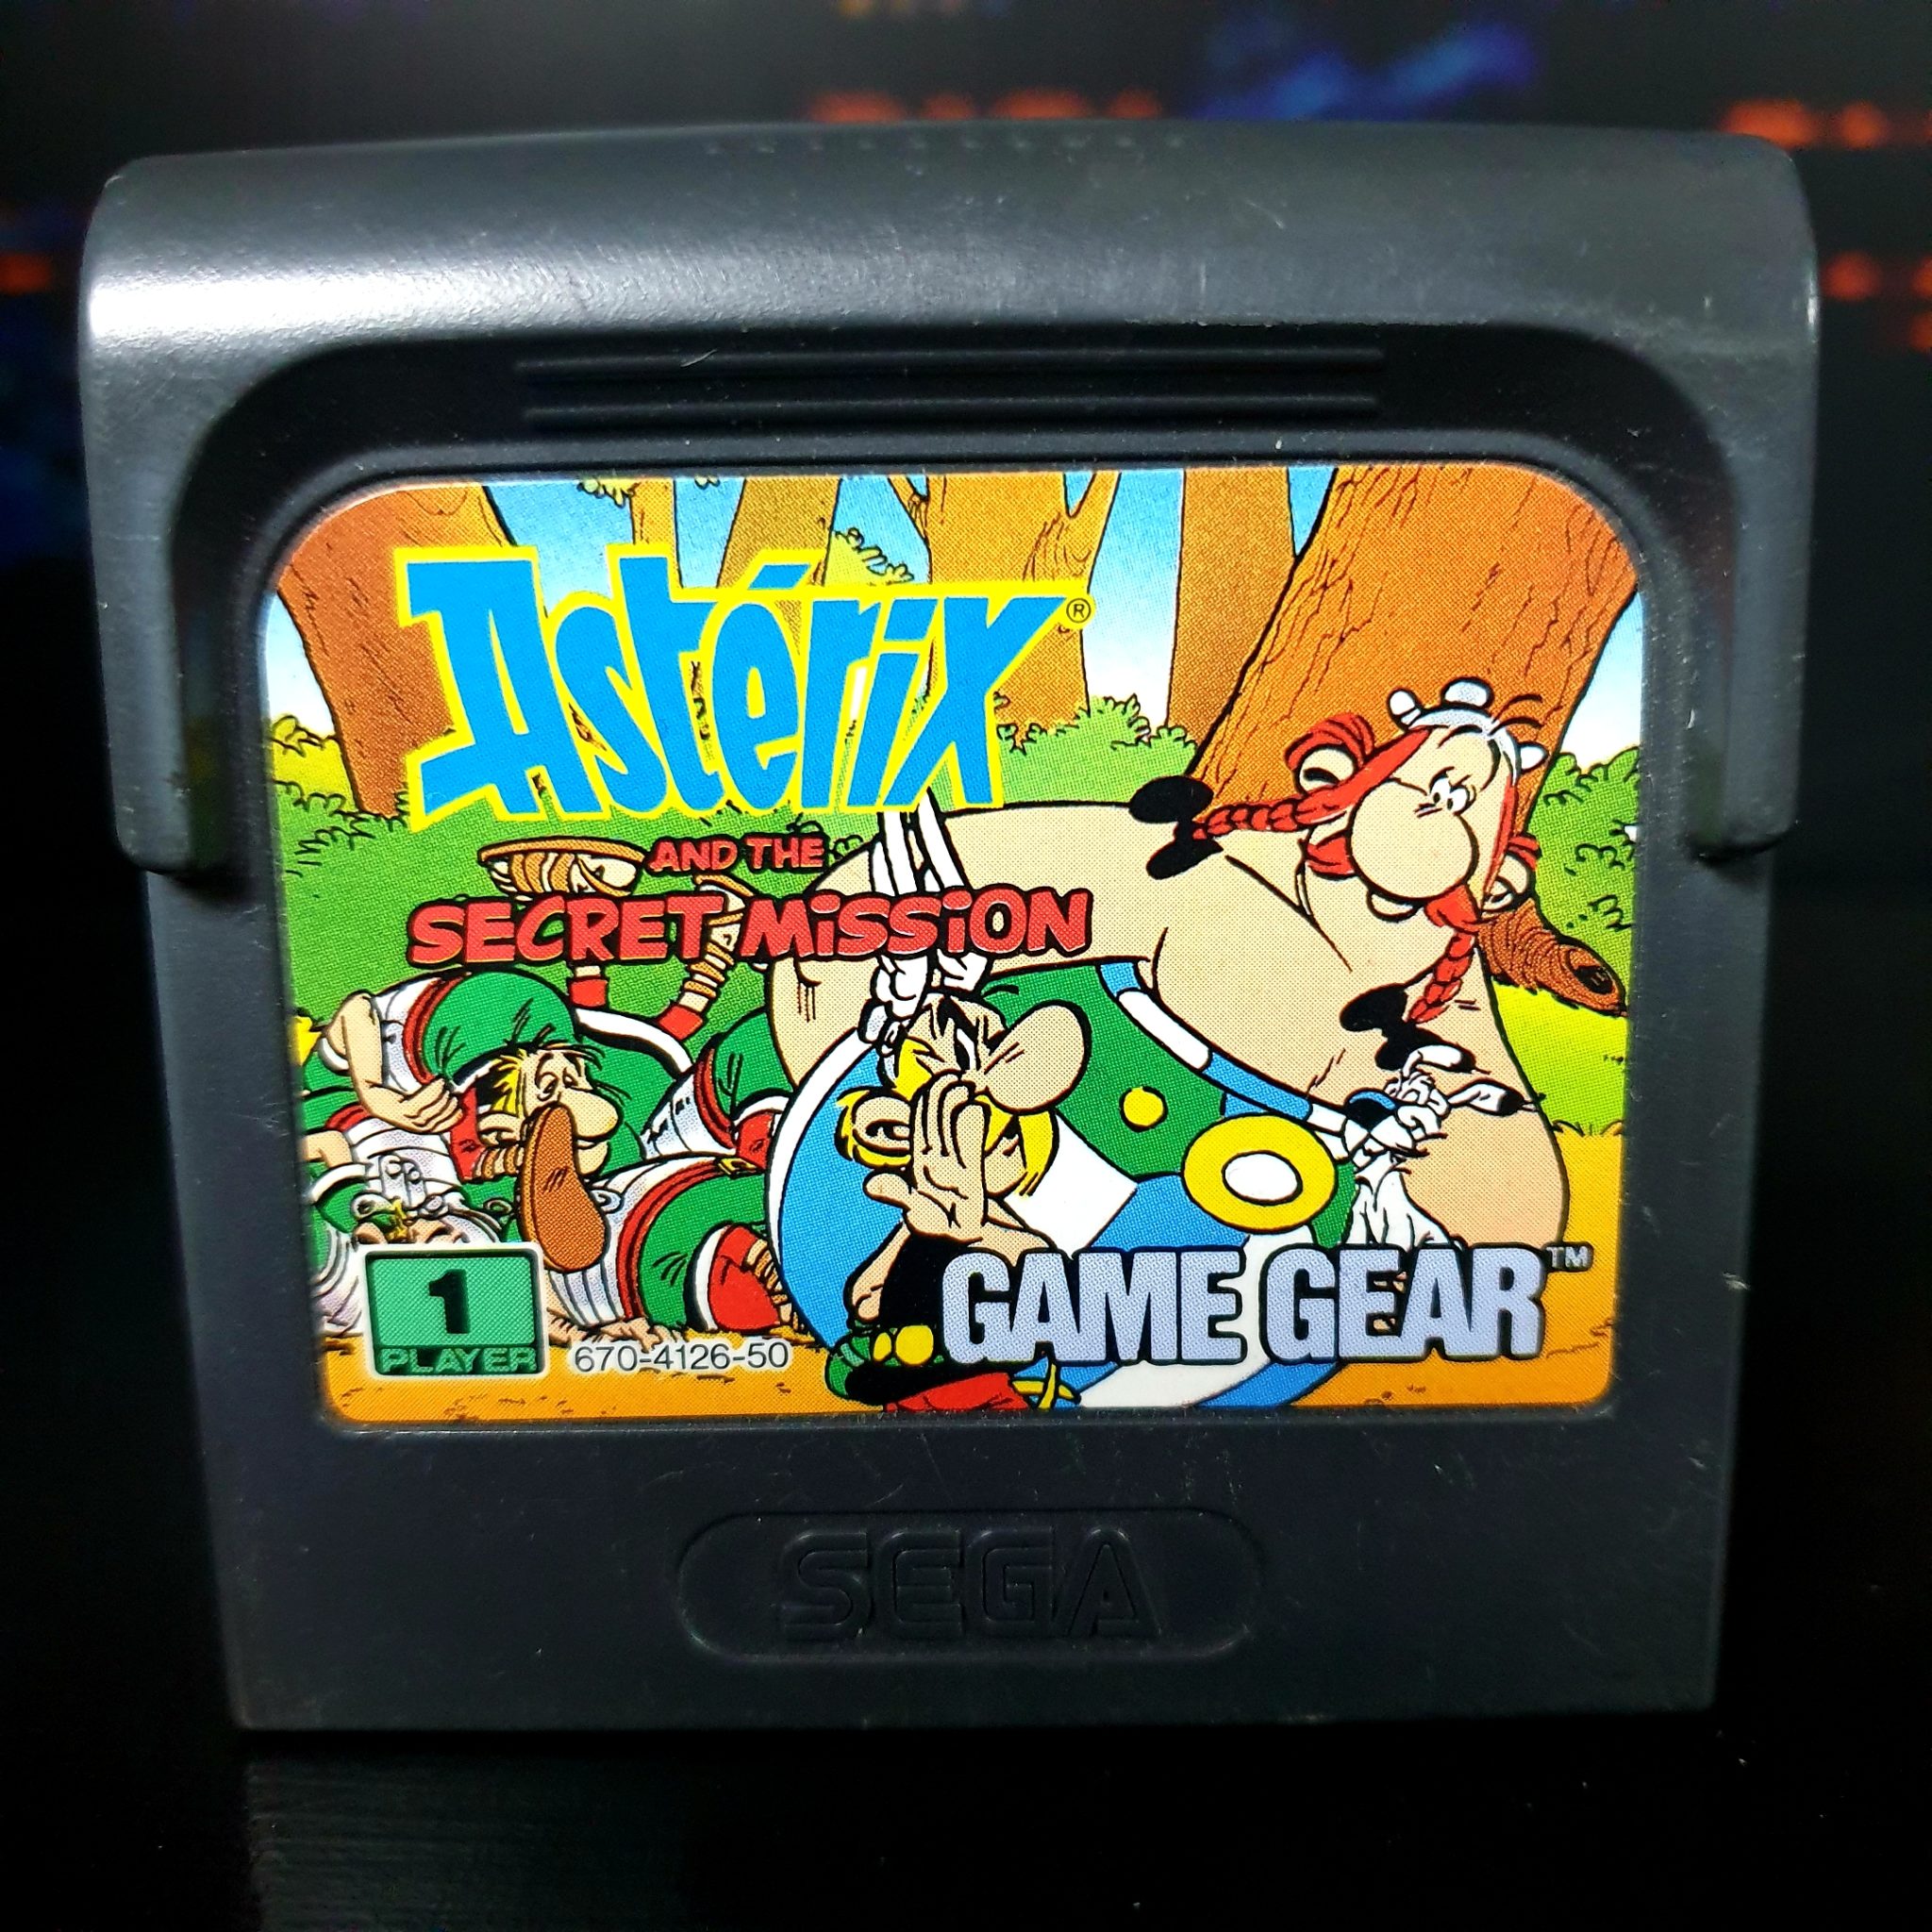 Astérix®
AND THE
SECRET MiSSiON
1
PLAYER
670-4126-50
GAME GEAR™
SEGA